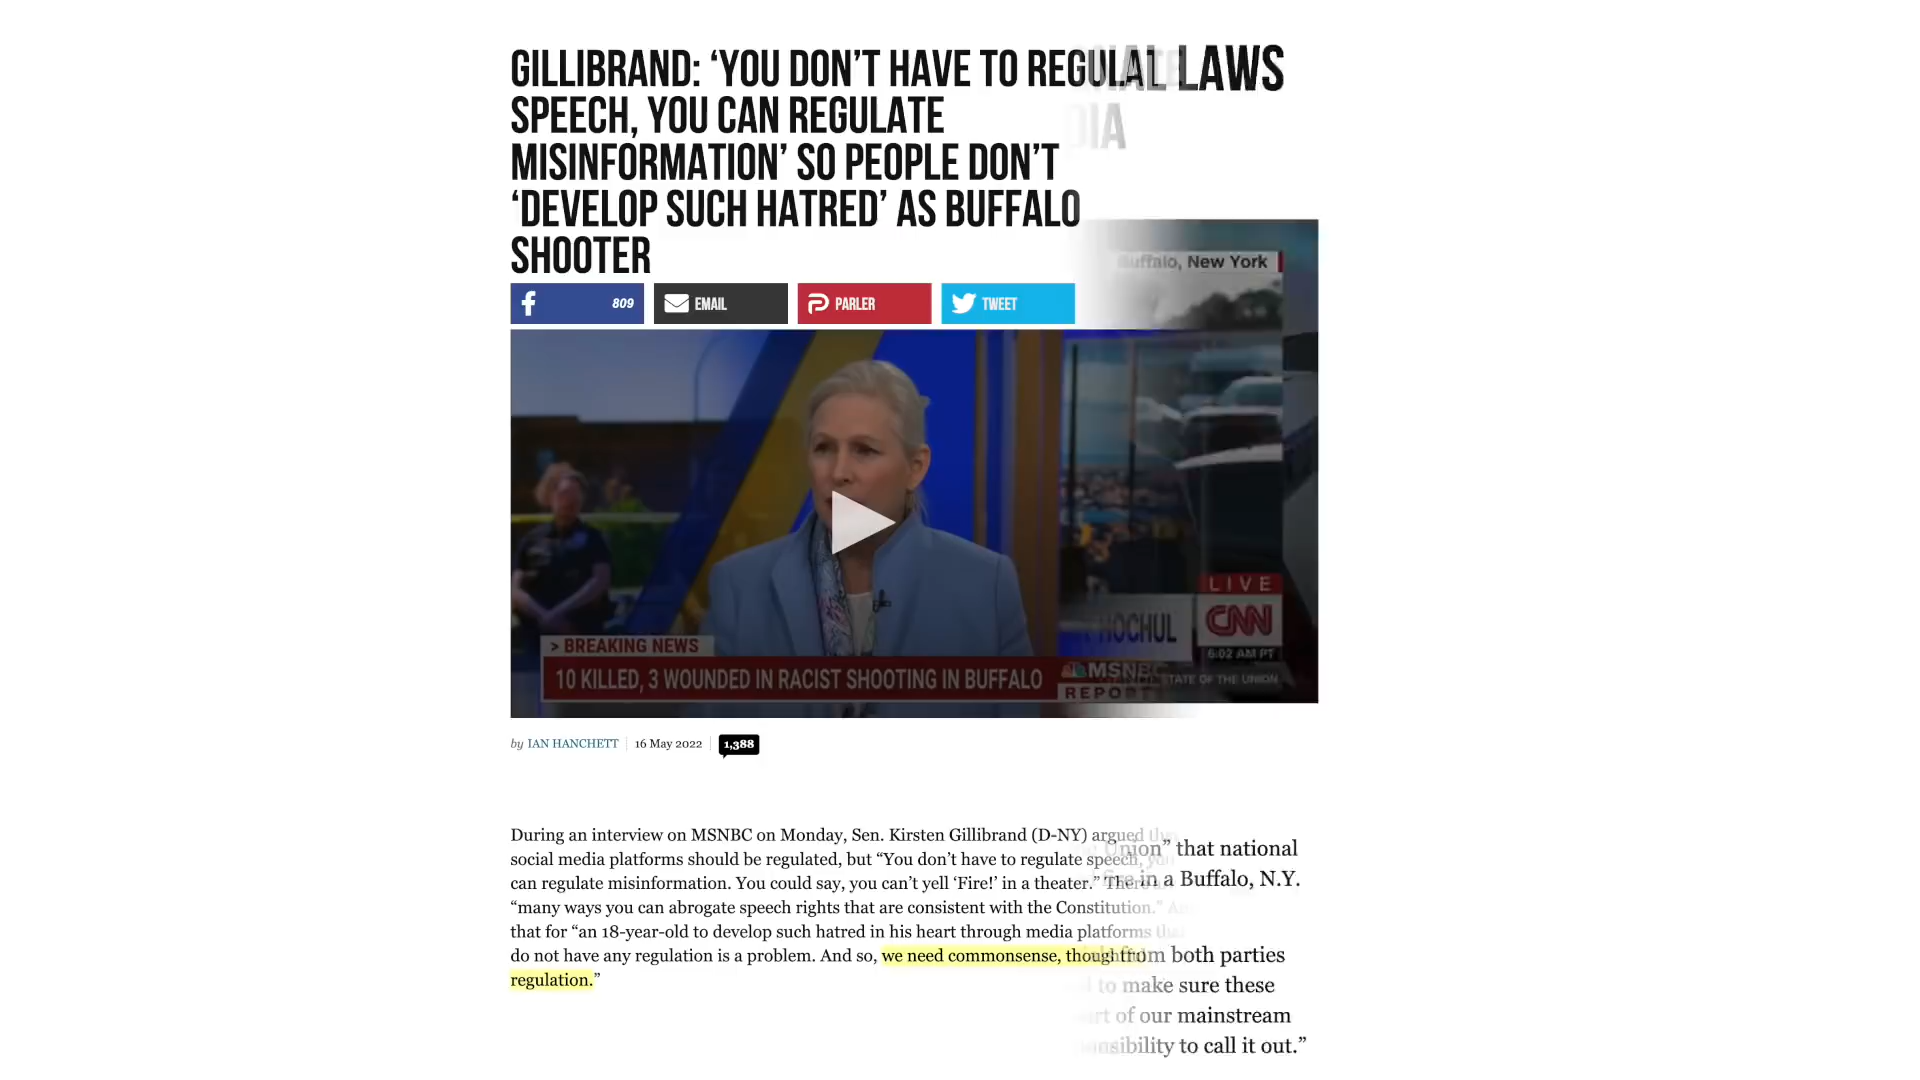 GILLIBRAND: ‘YOU DON’T HAVE TO REGULAT
NAL LAWS
SPEECH, YOU CAN REGULATE
DIA
MISINFORMATION’ SO PEOPLE DON’T
‘DEVELOP SUCH HATRED’ AS BUFFALO
SHOOTER
809
EMAIL
PARLER
TWEET
Buffalo, New York
> BREAKING NEWS
10 KILLED, 3 WOUNDED IN RACIST SHOOTING IN BUFFALO
MSNBC
REPORT
HOCHUL
LIVE
CNN
6:02 AM PT
STATE OF THE UNION
by IAN HANCHETT
16 May 2022
1,388
During an interview on MSNBC on Monday, Sen. Kirsten Gillibrand (D-NY) argued
social media platforms should be regulated, but “You don’t have to regulate speech, you
can regulate misinformation. You could say, you can’t yell ‘Fire!’ in a theater.”
“many ways you can abrogate speech rights that are consistent with the Constitution.”
that for “an 18-year-old to develop such hatred in his heart through media platforms
do not have any regulation is a problem. And so, we need commonsense, thoughtful
regulation.”
Union” that national
in a Buffalo, N.Y.
both parties
to make sure these
of our mainstream
to call it out.”